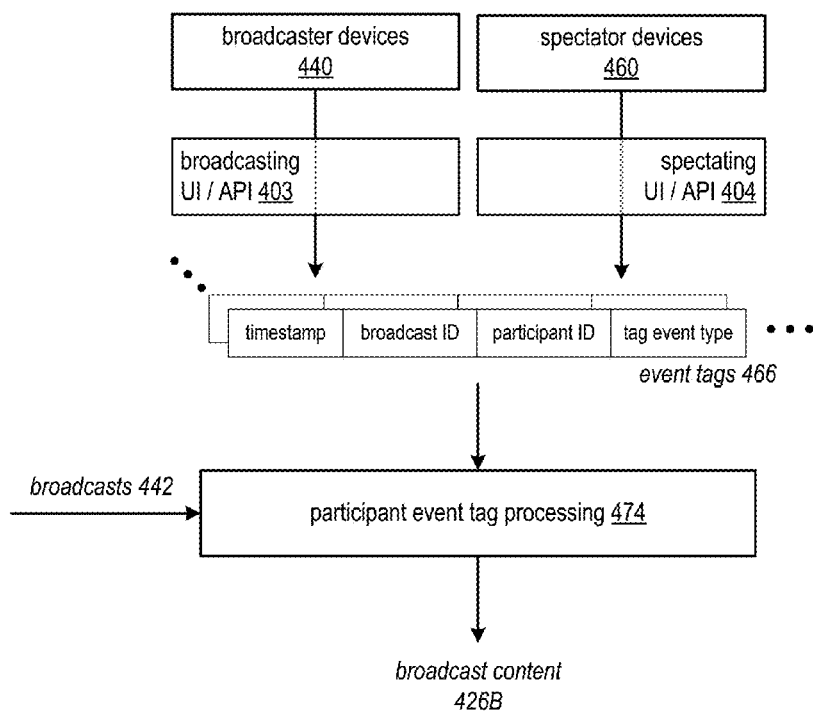 broadcaster devices
440
spectator devices
460
broadcasting
UI / API 403
spectating
UI / API 404
timestamp
broadcast ID
participant ID
tag event type
event tags 466
broadcasts 442
participant event tag processing 474
broadcast content
426B